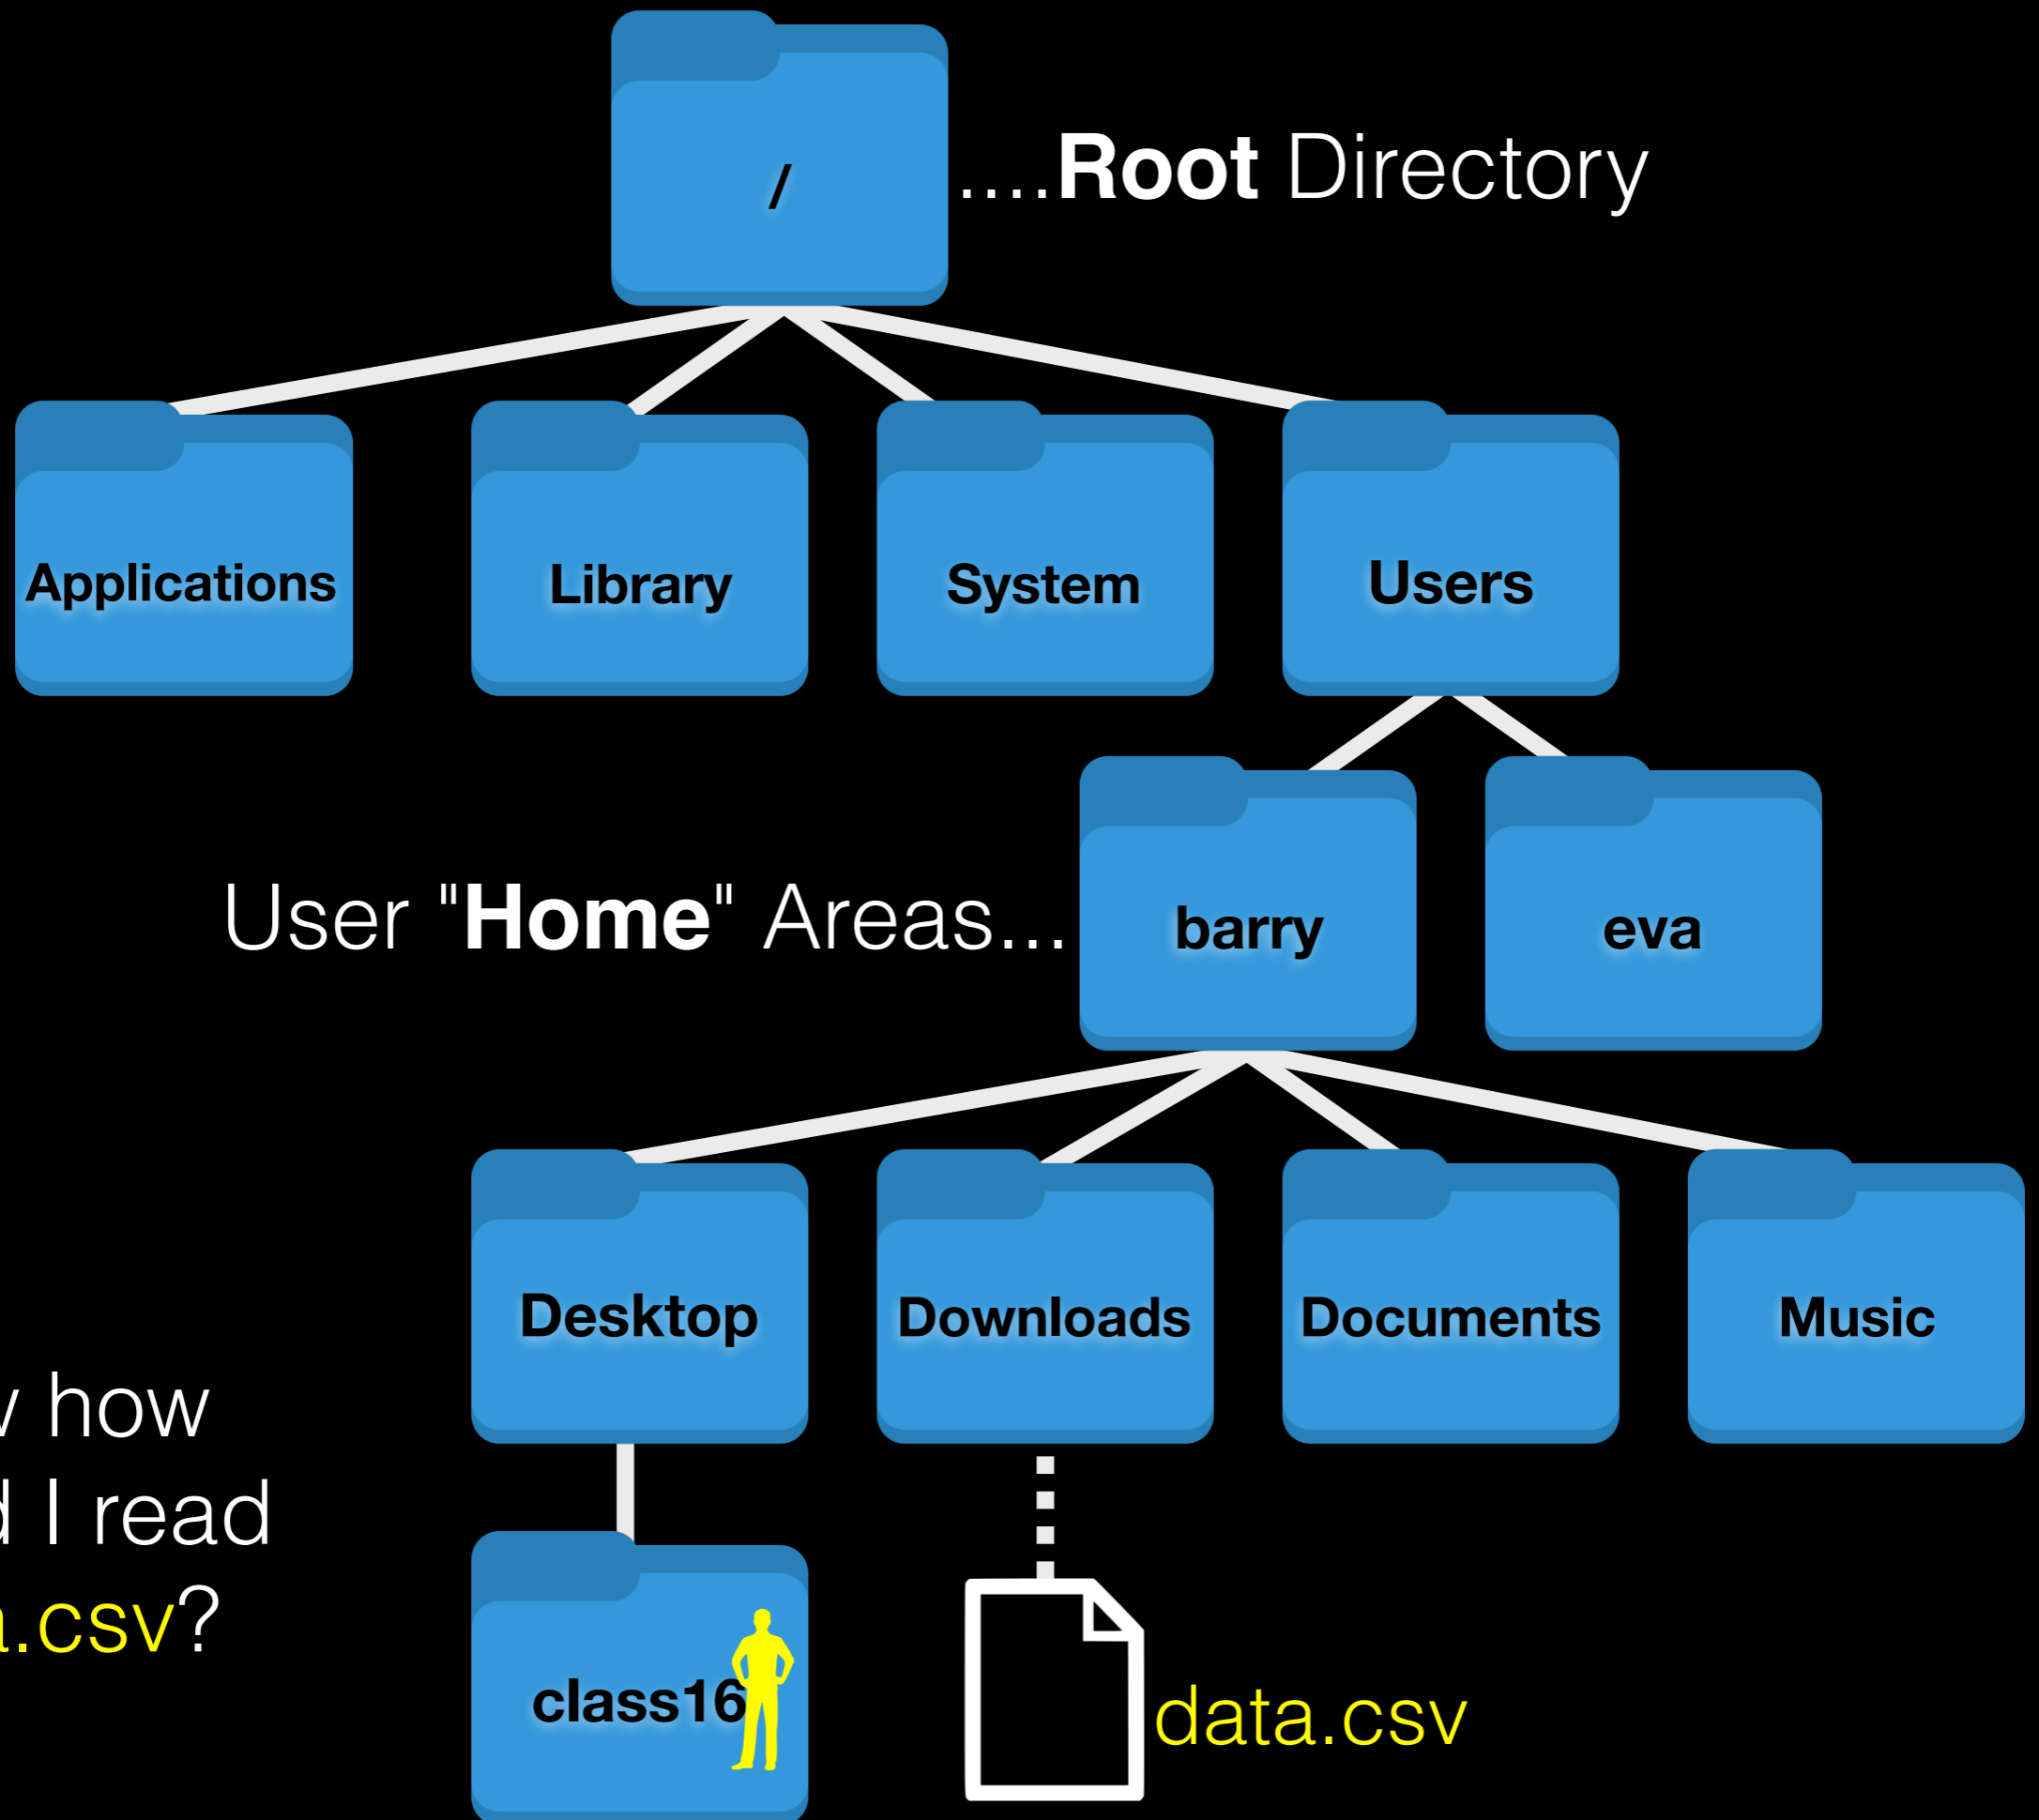 /
....Root Directory
Applications
Library
System
Users
User "Home" Areas...
barry
eva
Desktop
Downloads
Documents
Music
how
I read
.csv?
class16
data.csv